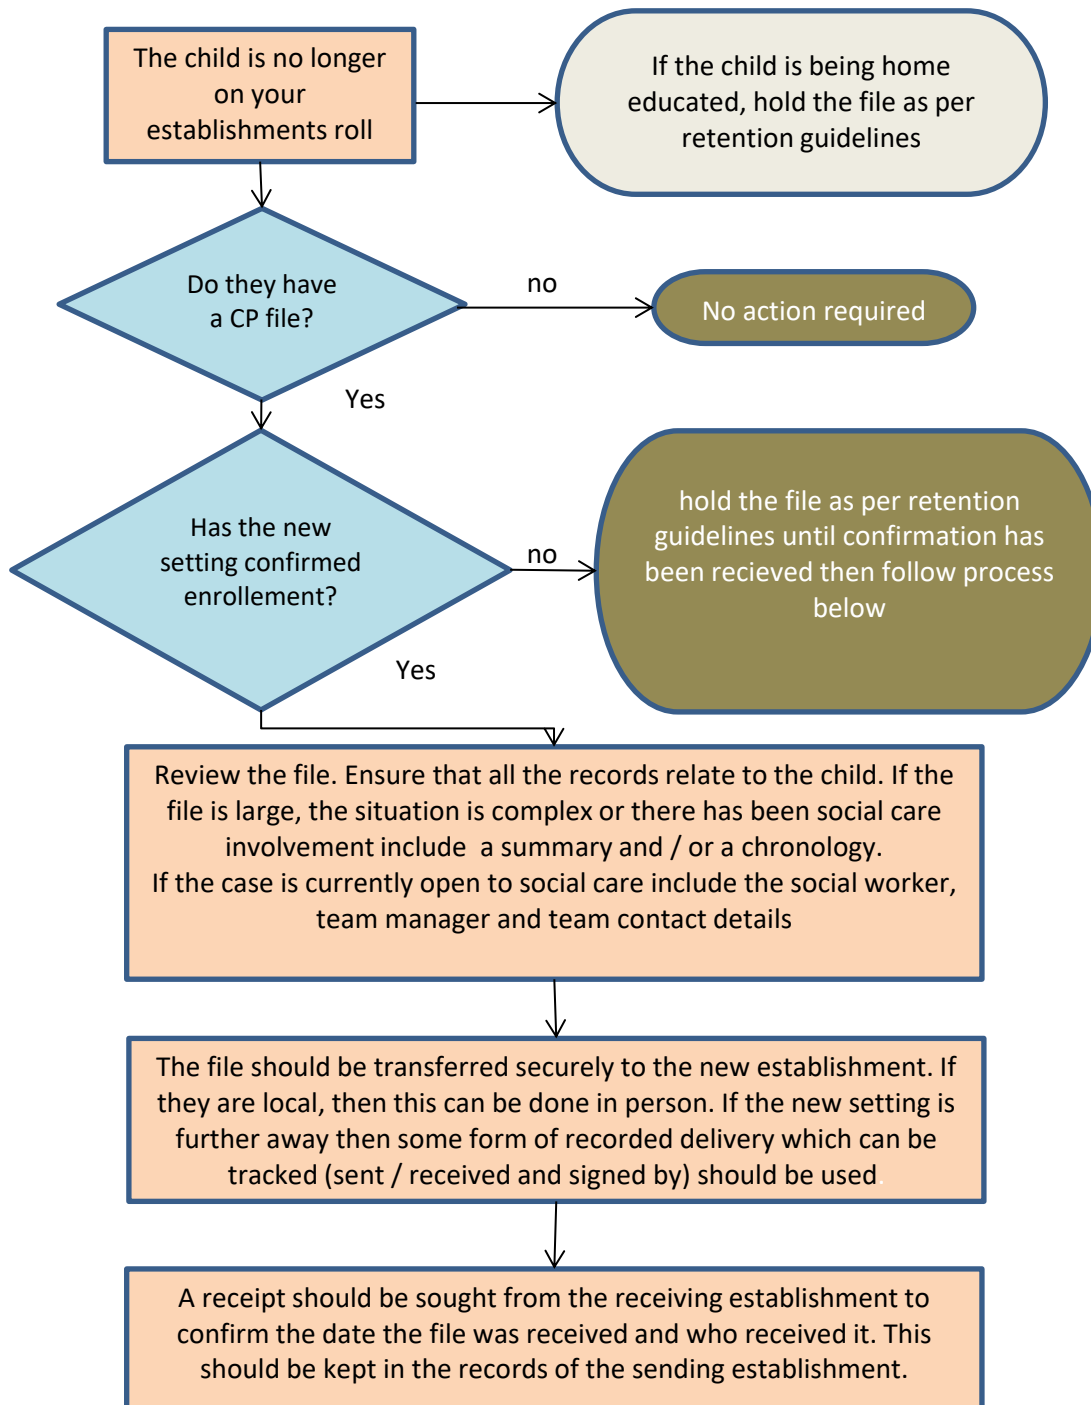 The child is no longer
on your
establishments roll
If the child is being home
educated, hold the file as per
retention guidelines
Do they have
a CP file?
no
No action required
Yes
Has the new
setting confirmed
enrollement?
no
hold the file as per retention
guidelines until confirmation has
been recieved then follow process
below
Yes
Review the file. Ensure that all the records relate to the child. If the
file is large, the situation is complex or there has been social care
involvement include a summary and / or a chronology.
If the case is currently open to social care include the social worker,
team manager and team contact details
The file should be transferred securely to the new establishment. If
they are local, then this can be done in person. If the new setting is
further away then some form of recorded delivery which can be
tracked (sent / received and signed by) should be used.
A receipt should be sought from the receiving establishment to
confirm the date the file was received and who received it. This
should be kept in the records of the sending establishment.